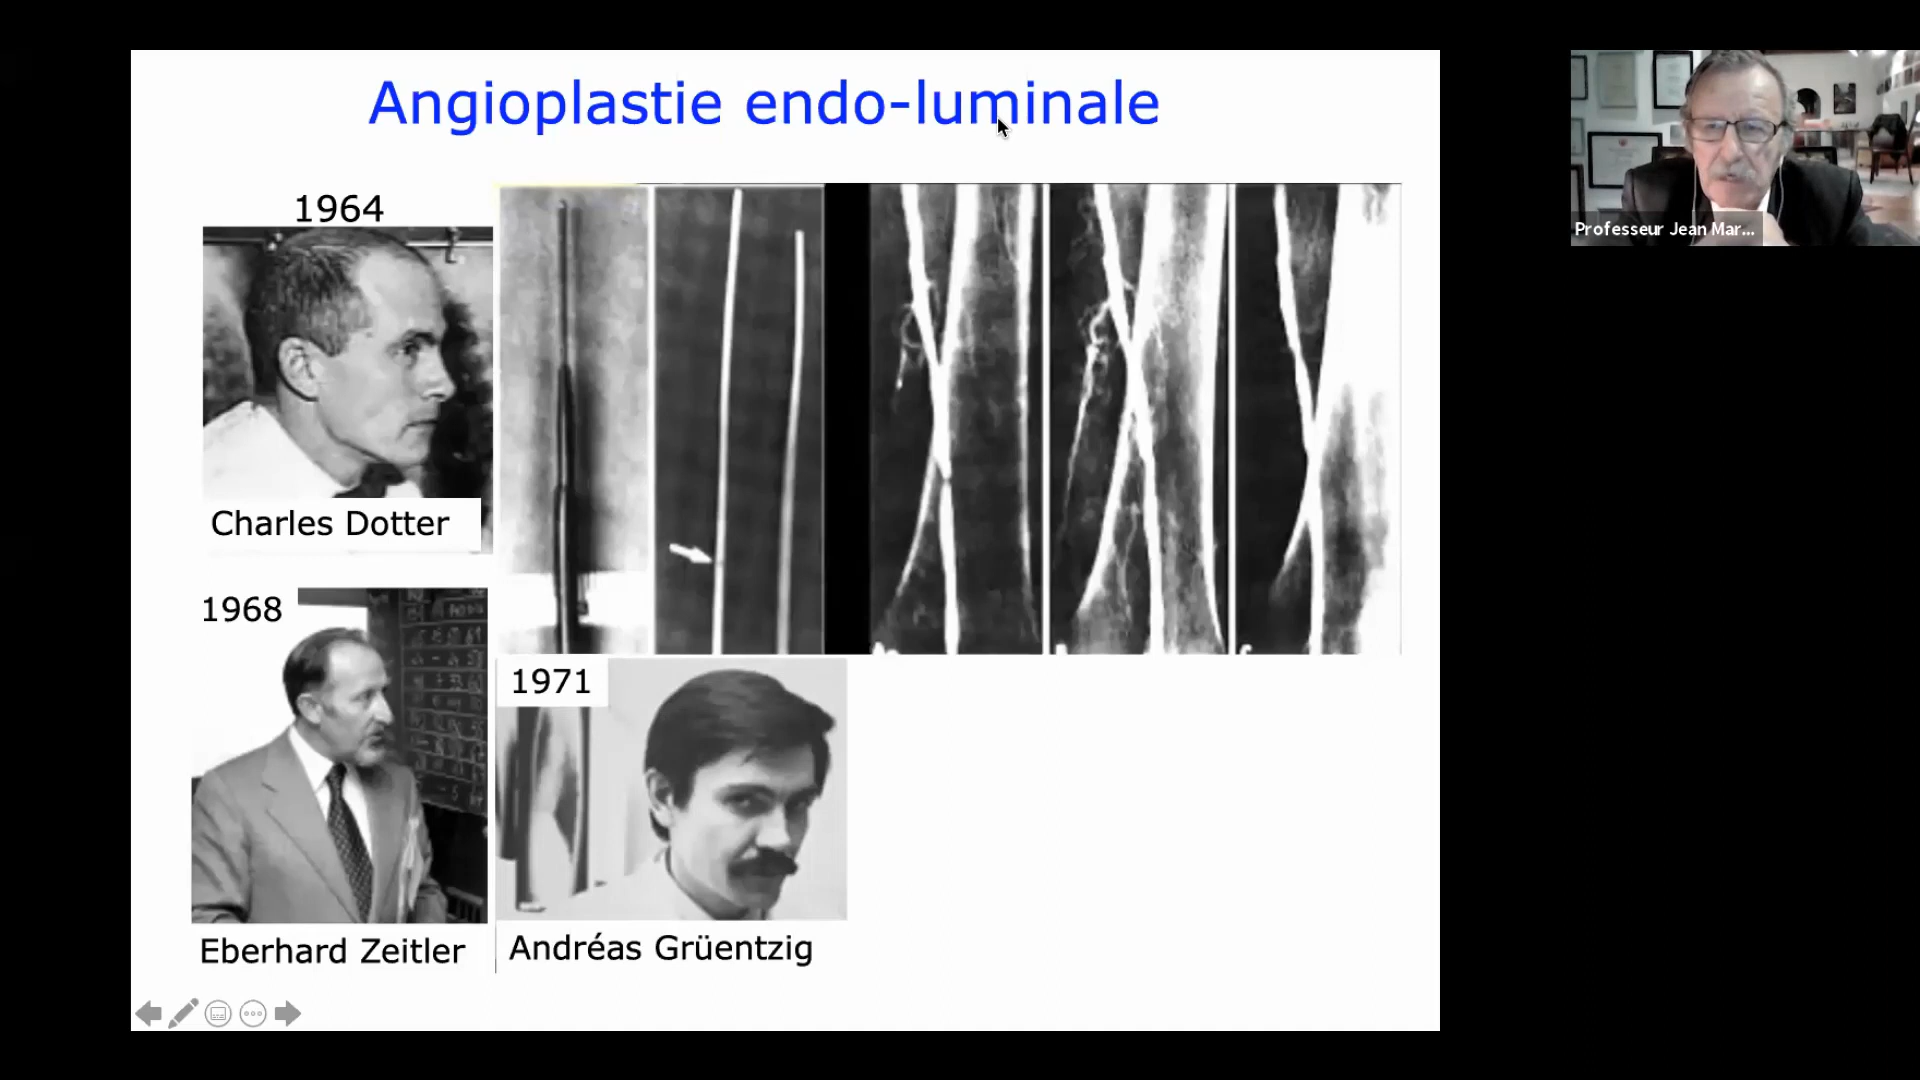 Angioplastie endo-luminale
1964
Charles Dotter
1968
Eberhard Zeitler
1971
Andréas Grüentzig
Professeur Jean Mar...